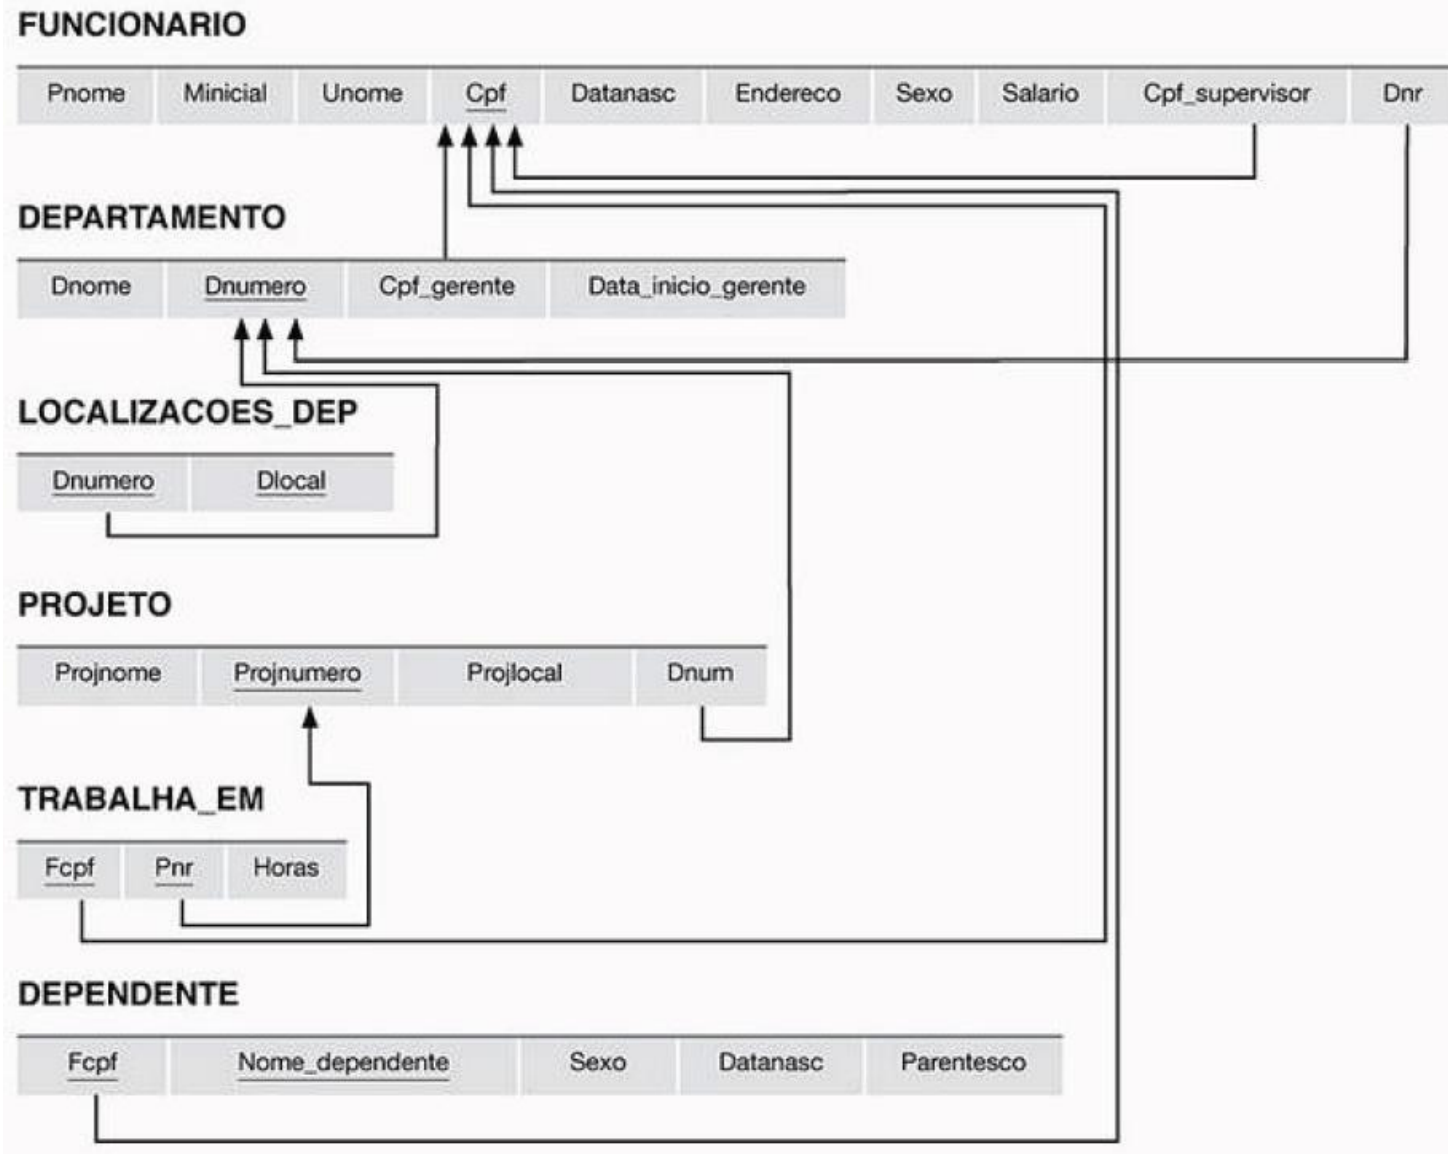 FUNCIONARIO
Pnome Minicial Unome Cpf Datanasc Endereco Sexo Salario Cpf_supervisor Dnr
DEPARTAMENTO
Dnome Dnumero Cpf_gerente Data_inicio_gerente
LOCALIZACOES_DEP
Dnumero Dlocal
PROJETO
Projnome Projnumero Projlocal Dnum
TRABALHA_EM
Fcpf Pnr Horas
DEPENDENTE
Fcpf Nome_dependente Sexo Datanasc Parentesco